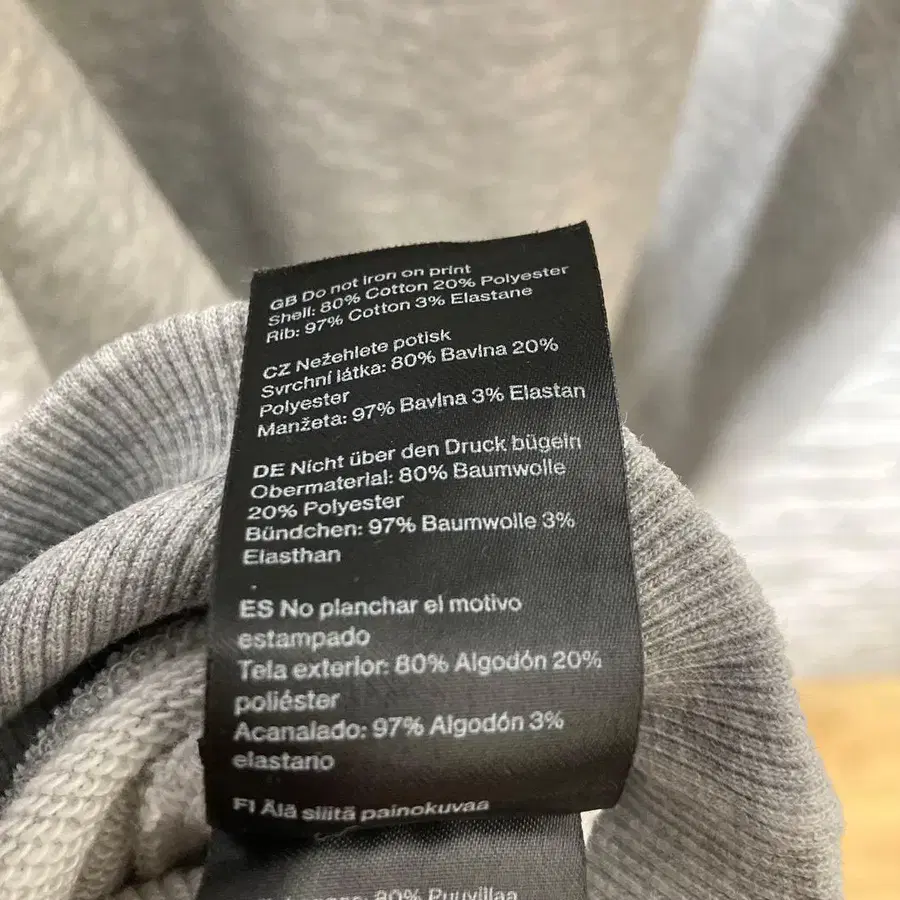 GB Do not iron on print
Shell: 80% Cotton 20% Polyester
Rib: 97% Cotton 3% Elastane
CZ Nežehlete potisk
Svrchní látka: 80% Bavlna 20%
Polyester
Manžeta: 97% Bavlna 3% Elastan
DE Nicht über den Druck bügeln
Obermaterial: 80% Baumwolle
20% Polyester
Bündchen: 97% Baumwolle 3%
Elasthan
ES No planchar el motivo
estampado
Tela exterior: 80% Algodón 20%
poliéster
Acanalado: 97% Algodón 3%
elastano
FI Älä silitä painokuvaa
80% Puuvillaa